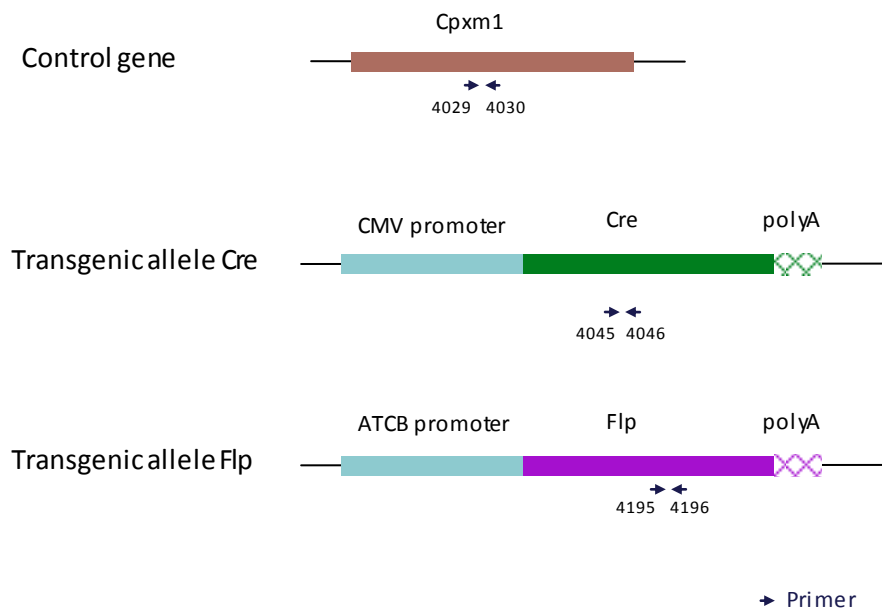 Cpxm1
Control gene
4029 4030
CMV promoter Cre polyA
Transgenic allele Cre
4045 4046
ATCB promoter Flp polyA
Transgenic allele Flp
4195 4196
Primer